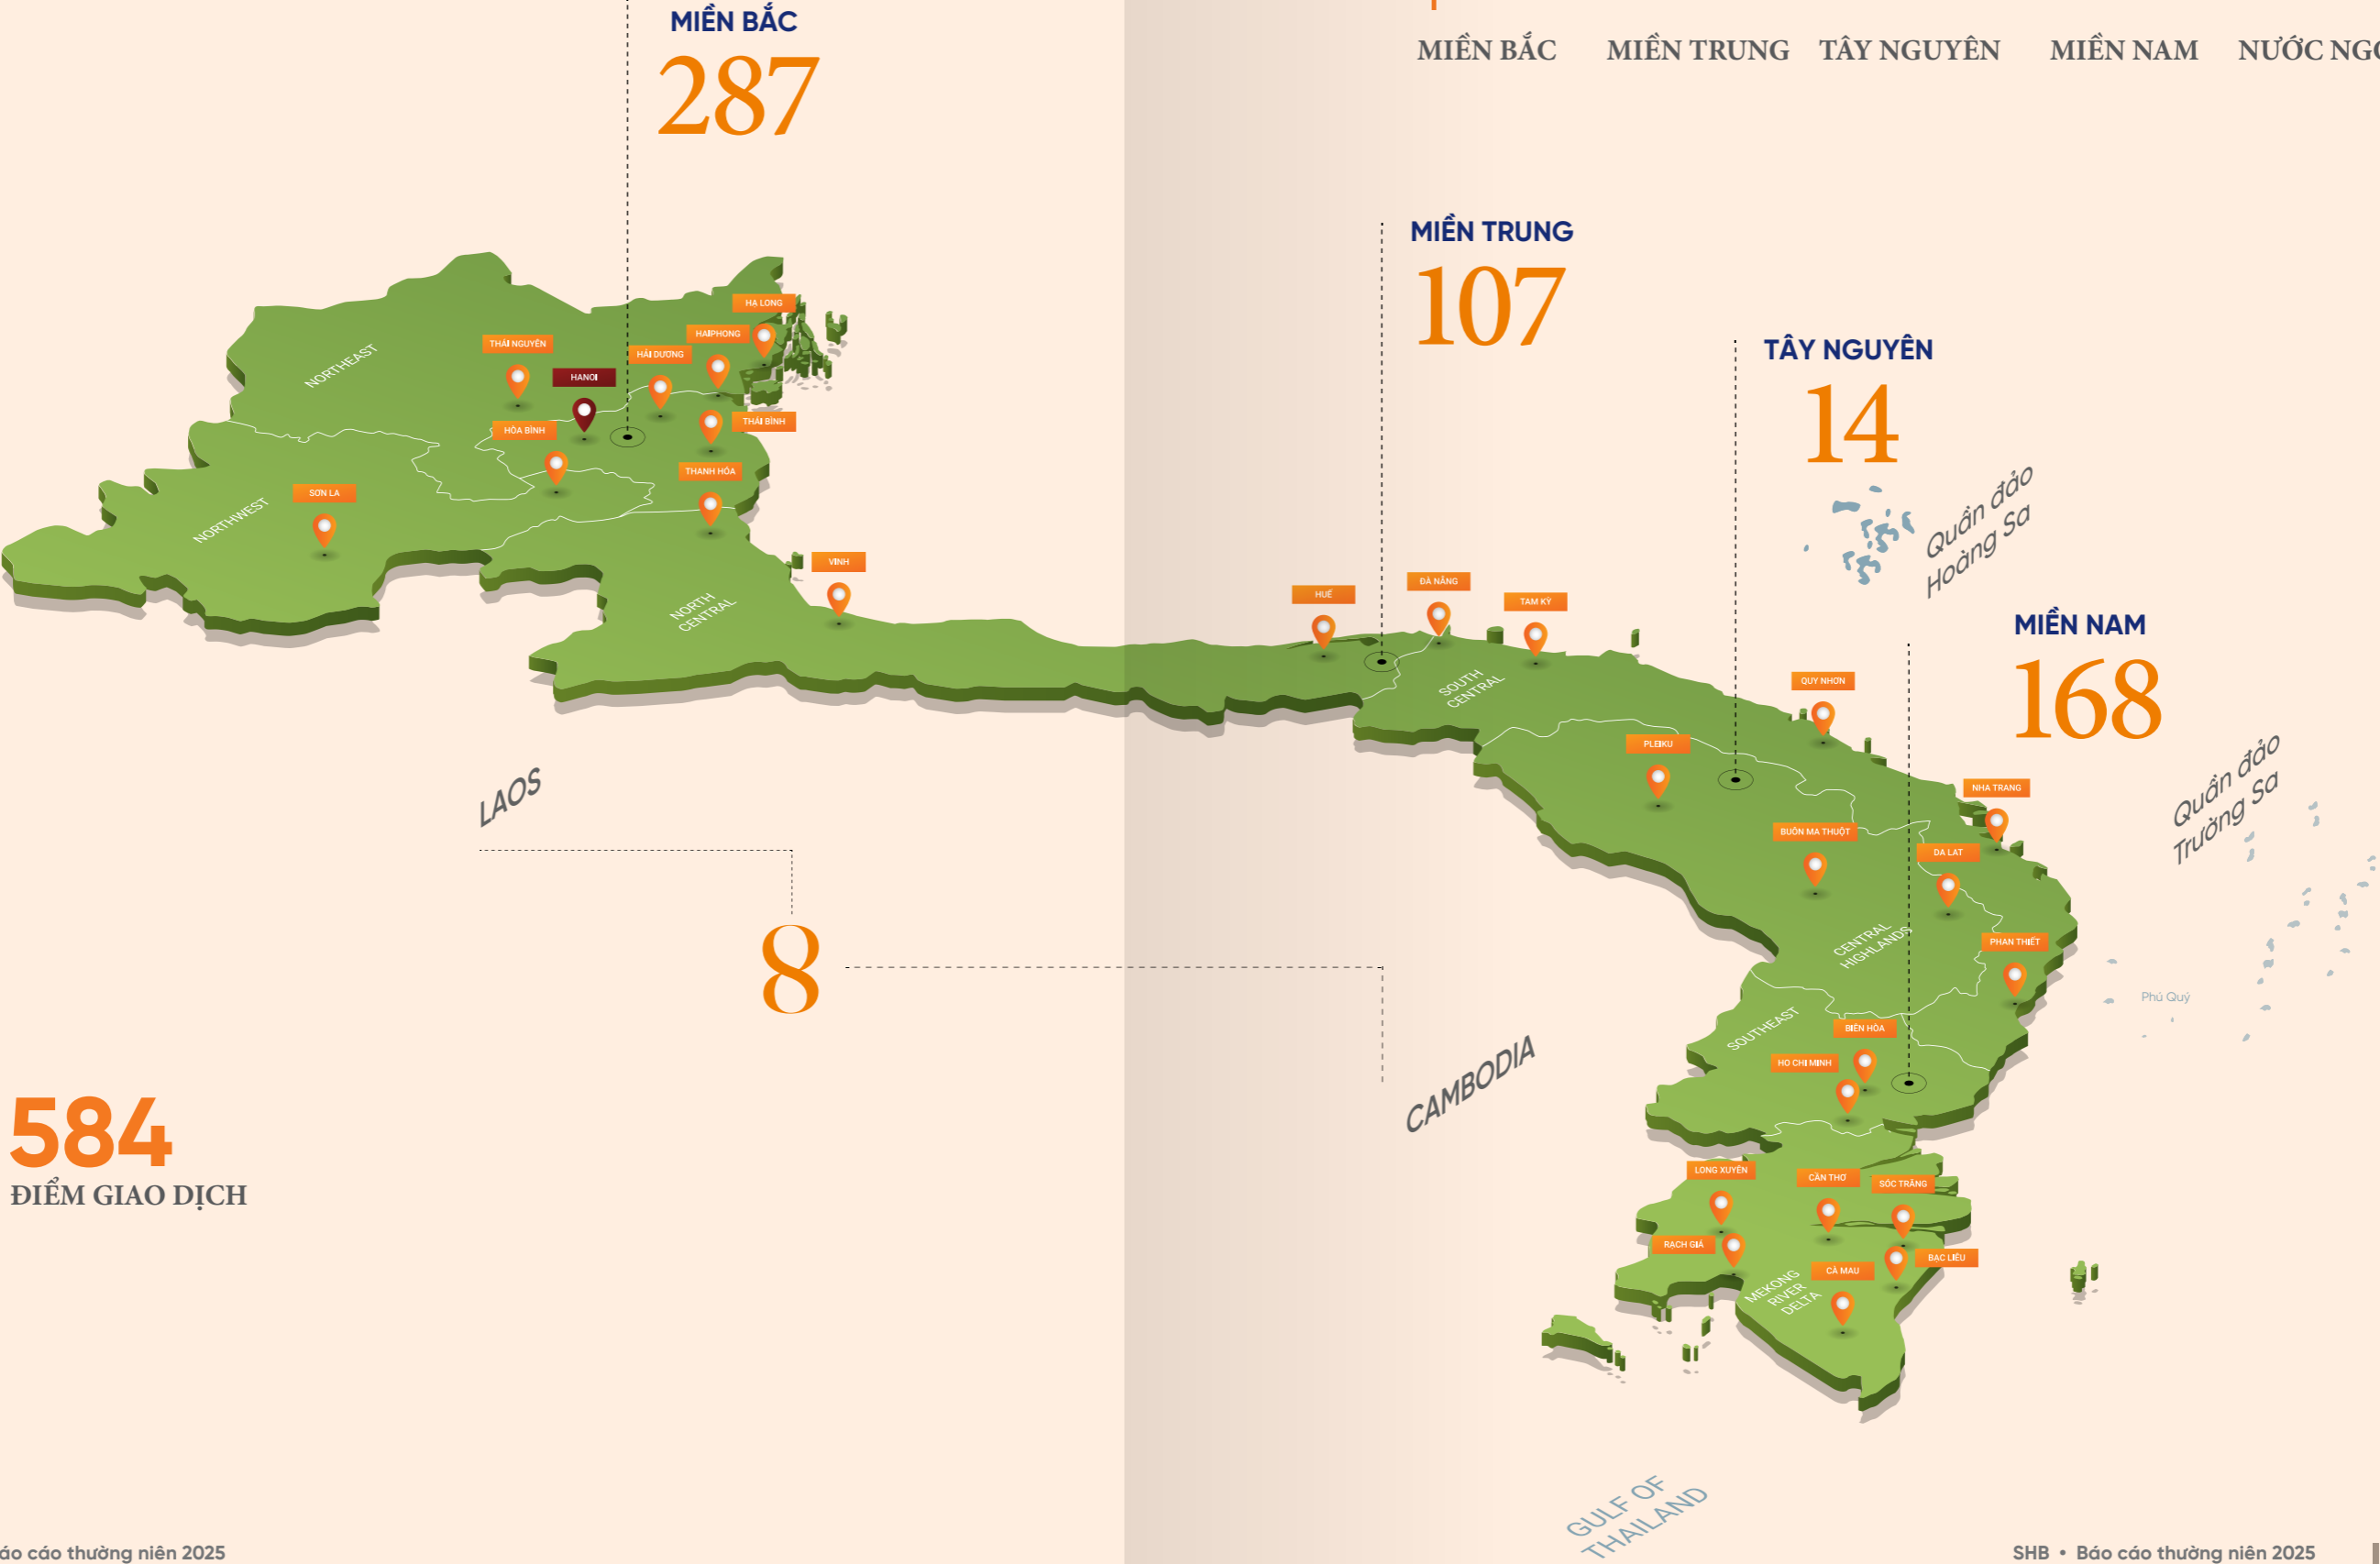 MIỀN BẮC
287
MIỀN BẮC
MIỀN TRUNG
TÂY NGUYÊN
MIỀN NAM
NƯỚC
MIỀN TRUNG
107
TÂY NGUYÊN
14
Quần đảo
Hoàng Sa
MIỀN NAM
168
Quần đảo
Trường Sa
Phú Quý
NORTHEAST
NORTHWEST
NORTH
CENTRAL
SOUTH
CENTRAL
CENTRAL
HIGHLANDS
SOUTHEAST
MEKONG
RIVER
DELTA
HẠ LONG
HAIPHONG
HẢI DƯƠNG
THÁI NGUYÊN
HANOI
THÁI BÌNH
HÒA BÌNH
THANH HÓA
SƠN LA
VINH
HUẾ
ĐÀ NẴNG
TAM KỲ
QUY NHƠN
PLEIKU
NHA TRANG
BUÔN MA THUỘT
DA LAT
PHAN THIẾT
BIÊN HÒA
HO CHI MINH
LONG XUYÊN
CẦN THƠ
SÓC TRĂNG
RẠCH GIÁ
BẠC LIÊU
CÀ MAU
LAOS
8
CAMBODIA
584
ĐIỂM GIAO DỊCH
GULF OF
THAILAND
cáo thường niên 2025
SHB • Báo cáo thường niên 2025